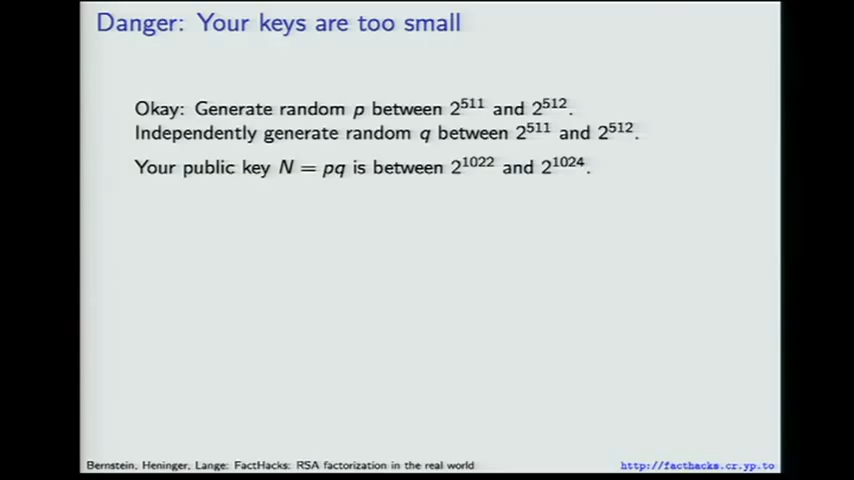 Danger: Your keys are too small
Okay: Generate random p between 2^511 and 2^512.
Independently generate random q between 2^511 and 2^512.
Your public key N = pq is between 2^1022 and 2^1024.
Bernstein, Heninger, Lange: FactHacks: RSA factorization in the real world
http://facthacks.cr.yp.to